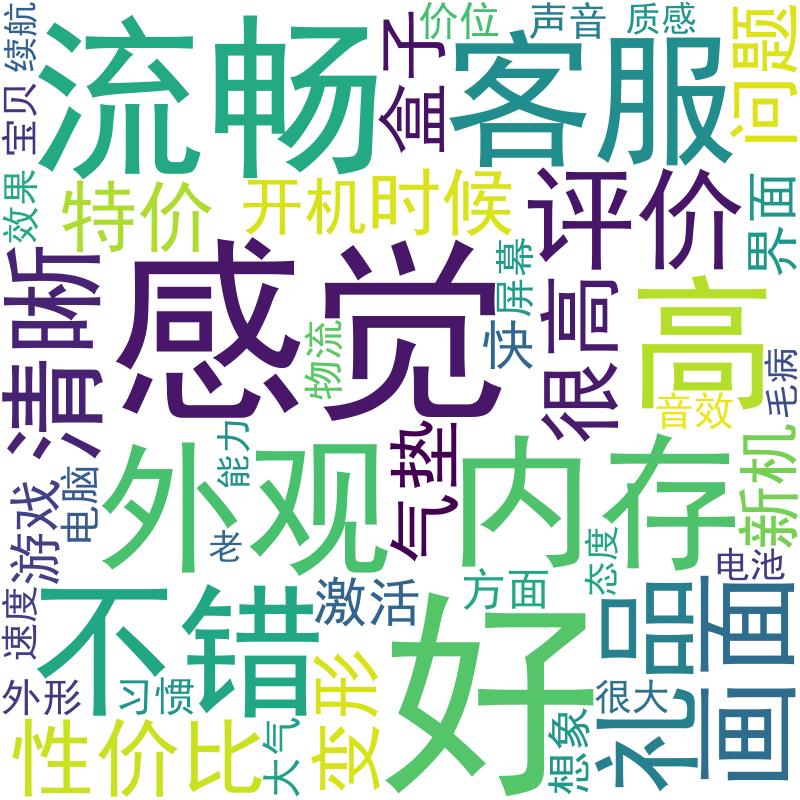 续航
流畅
盒子
价位
客服
声音
质感
问题
宝贝
效果
特价
开机
时候
评价
界面
清晰
感觉
屏幕
物流
快
很高
高
音效
毛病
外观
能力
气垫
内存
新机
电脑
游戏
老
态度
电池
速度
不错
激活
方面
好
礼品
画面
外形
习惯
变形
很大
性价比
大气
想象